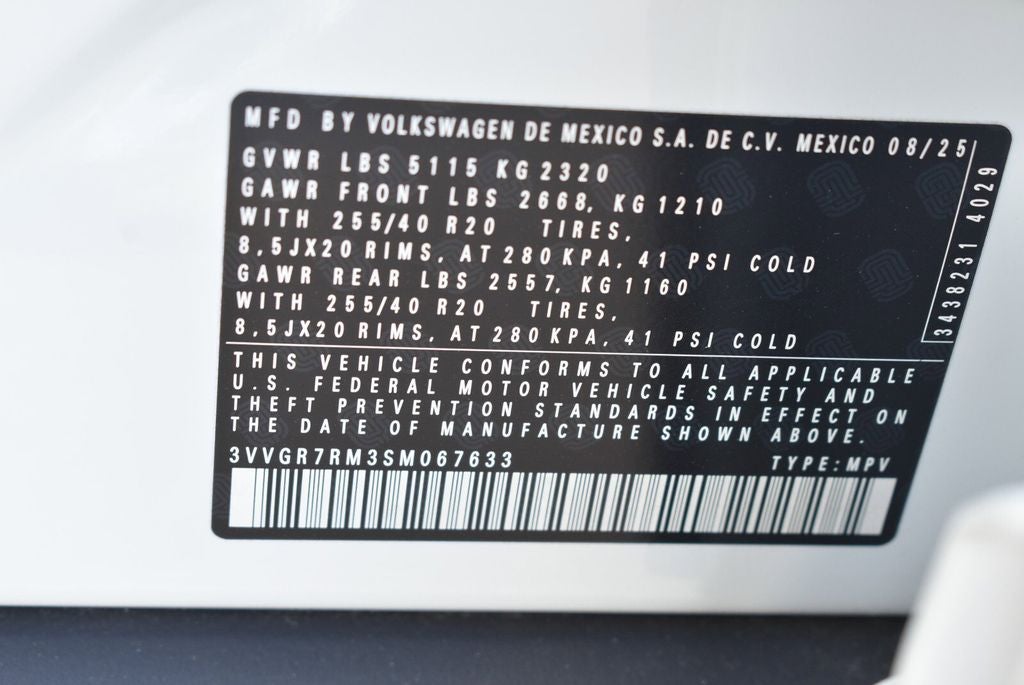 MFD BY VOLKSWAGEN DE MEXICO S.A. DE C.V. MEXICO 08/25
GVWR LBS 5115 KG 2320
GAWR FRONT LBS 2668, KG 1210
WITH 255/40 R20 TIRES,
8,5JX20 RIMS, AT 280 KPA, 41 PSI COLD
GAWR REAR LBS 2557, KG 1160
WITH 255/40 R20 TIRES,
8,5JX20 RIMS, AT 280 KPA, 41 PSI COLD
3438231 4029
THIS VEHICLE CONFORMS TO ALL APPLICABLE
U.S. FEDERAL MOTOR VEHICLE SAFETY AND
THEFT PREVENTION STANDARDS IN EFFECT ON
THE DATE OF MANUFACTURE SHOWN ABOVE.
3VVGR7RM3SM067633 TYPE:MPV